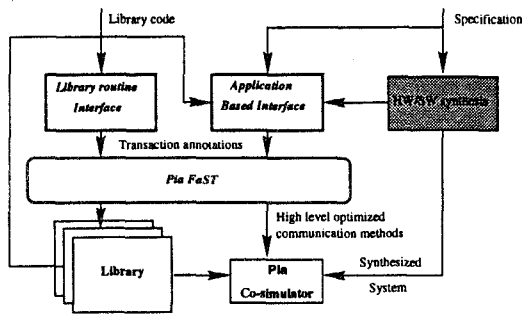 Library code
Specification
Library routine
Interface
Application
Based Interface
HW/SW synthesis
Transaction annotations
Pia FaST
High level optimized
communication methods
Library
Pia
Co-simulator
Synthesized
System